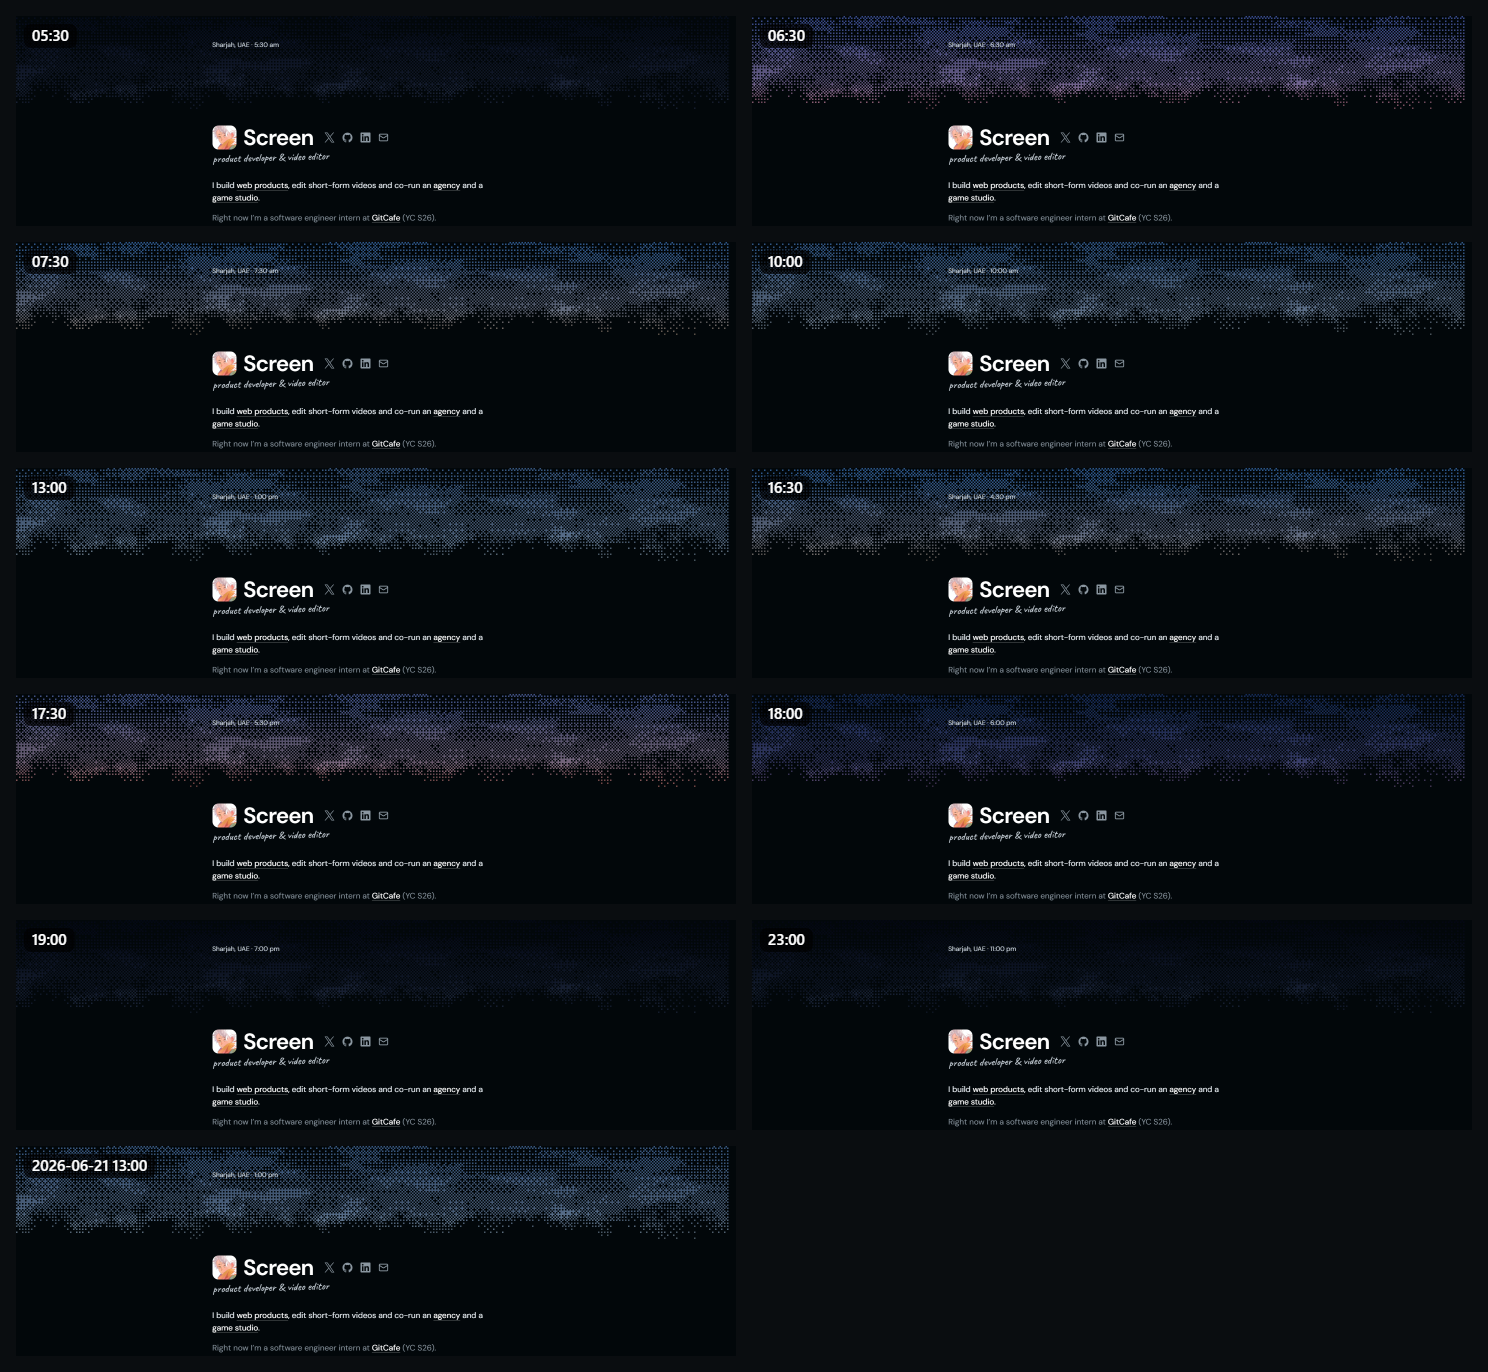 05:30
Sharjah, UAE · 5:30 am
Screen
product developer & video editor
I build web products, edit short-form videos and co-run an agency and a
game studio.
Right now I'm a software engineer intern at GitCafe (YC S26).
06:30
Sharjah, UAE · 6:30 am
Screen
product developer & video editor
I build web products, edit short-form videos and co-run an agency and a
game studio.
Right now I'm a software engineer intern at GitCafe (YC S26).
07:30
Sharjah, UAE · 7:30 am
Screen
product developer & video editor
I build web products, edit short-form videos and co-run an agency and a
game studio.
Right now I'm a software engineer intern at GitCafe (YC S26).
10:00
Sharjah, UAE · 10:00 am
Screen
product developer & video editor
I build web products, edit short-form videos and co-run an agency and a
game studio.
Right now I'm a software engineer intern at GitCafe (YC S26).
13:00
Sharjah, UAE · 1:00 pm
Screen
product developer & video editor
I build web products, edit short-form videos and co-run an agency and a
game studio.
Right now I'm a software engineer intern at GitCafe (YC S26).
16:30
Sharjah, UAE · 4:30 pm
Screen
product developer & video editor
I build web products, edit short-form videos and co-run an agency and a
game studio.
Right now I'm a software engineer intern at GitCafe (YC S26).
17:30
Sharjah, UAE · 5:30 pm
Screen
product developer & video editor
I build web products, edit short-form videos and co-run an agency and a
game studio.
Right now I'm a software engineer intern at GitCafe (YC S26).
18:00
Sharjah, UAE · 6:00 pm
Screen
product developer & video editor
I build web products, edit short-form videos and co-run an agency and a
game studio.
Right now I'm a software engineer intern at GitCafe (YC S26).
19:00
Sharjah, UAE · 7:00 pm
Screen
product developer & video editor
I build web products, edit short-form videos and co-run an agency and a
game studio.
Right now I'm a software engineer intern at GitCafe (YC S26).
23:00
Sharjah, UAE · 11:00 pm
Screen
product developer & video editor
I build web products, edit short-form videos and co-run an agency and a
game studio.
Right now I'm a software engineer intern at GitCafe (YC S26).
2026-06-21 13:00
Sharjah, UAE · 1:00 pm
Screen
product developer & video editor
I build web products, edit short-form videos and co-run an agency and a
game studio.
Right now I'm a software engineer intern at GitCafe (YC S26).